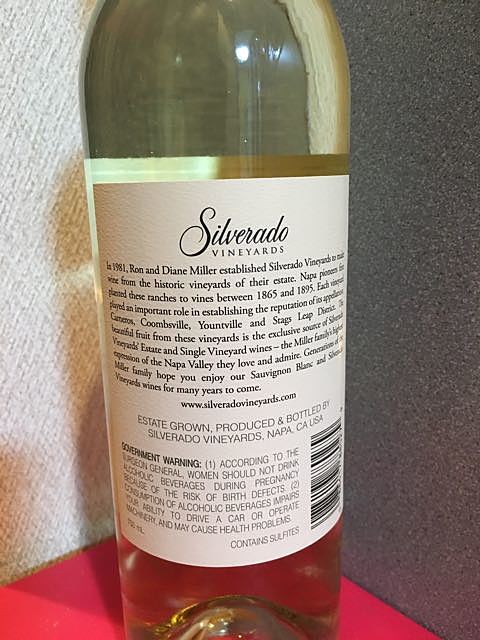 Silverado
VINEYARDS
In 1981, Ron and Diane Miller established Silverado Vineyards to make
wine from the historic vineyards of their estate. Napa pioneers first
planted these ranches to vines between 1865 and 1895. Each vineyard
played an important role in establishing the reputation of its appellation:
Carneros, Coombsville, Yountville and Stags Leap District. The
beautiful fruit from these vineyards is the exclusive source of Silverado
Vineyards' Estate and Single Vineyard wines – the Miller family's highest
expression of the Napa Valley they love and admire. Generations of the
Miller family hope you enjoy our Sauvignon Blanc and Silverado
Vineyards wines for many years to come.
www.silveradovineyards.com
ESTATE GROWN, PRODUCED & BOTTLED BY
SILVERADO VINEYARDS, NAPA, CA USA
GOVERNMENT WARNING: (1) ACCORDING TO THE
SURGEON GENERAL, WOMEN SHOULD NOT DRINK
ALCOHOLIC BEVERAGES DURING PREGNANCY
BECAUSE OF THE RISK OF BIRTH DEFECTS. (2)
CONSUMPTION OF ALCOHOLIC BEVERAGES IMPAIRS
YOUR ABILITY TO DRIVE A CAR OR OPERATE
MACHINERY, AND MAY CAUSE HEALTH PROBLEMS.
750 mL
CONTAINS SULFITES